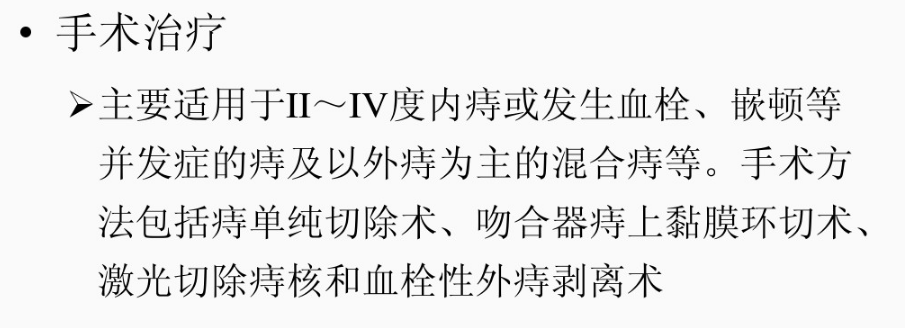 • 手术治疗
➢主要适用于II～IV度内痔或发生血栓、嵌顿等
并发症的痔及以外痔为主的混合痔等。手术方
法包括痔单纯切除术、吻合器痔上黏膜环切术、
激光切除痔核和血栓性外痔剥离术